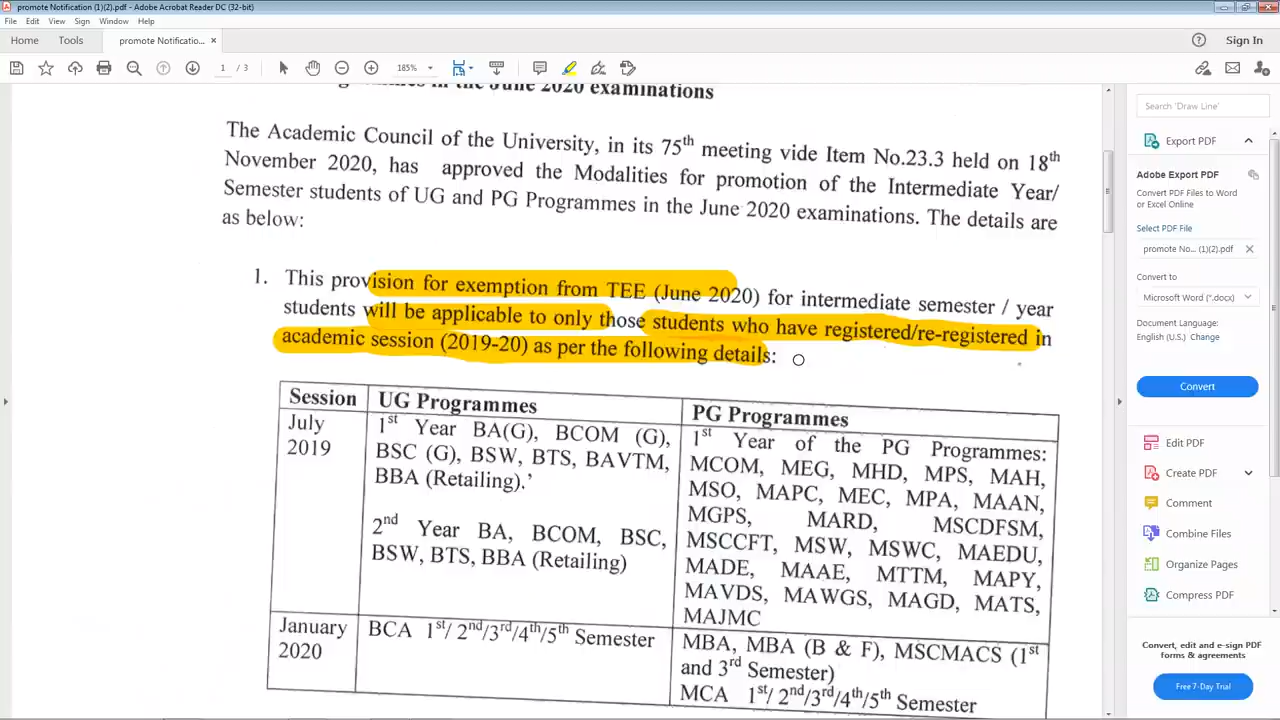 promote Notification (1)(2).pdf - Adobe Acrobat Reader DC (32-bit)
File Edit View Sign Window Help
Home Tools promote Notificatio... × Sign In
1 / 3 185%
in the June 2020 examinations
The Academic Council of the University, in its 75th meeting vide Item No.23.3 held on 18th
November 2020, has approved the Modalities for promotion of the Intermediate Year/
Semester students of UG and PG Programmes in the June 2020 examinations. The details are
as below:
1. This provision for exemption from TEE (June 2020) for intermediate semester / year
students will be applicable to only those students who have registered/re-registered in
academic session (2019-20) as per the following details:
Session UG Programmes PG Programmes
July
2019
1st Year BA(G), BCOM (G),
BSC (G), BSW, BTS, BAVTM,
BBA (Retailing).’
2nd Year BA, BCOM, BSC,
BSW, BTS, BBA (Retailing)
1st Year of the PG Programmes:
MCOM, MEG, MHD, MPS, MAH,
MSO, MAPC, MEC, MPA, MAAN,
MGPS, MARD, MSCDFSM,
MSCCFT, MSW, MSWC, MAEDU,
MADE, MAAE, MTTM, MAPY,
MAVDS, MAWGS, MAGD, MATS,
MAJMC
January
2020
BCA 1st/ 2nd/3rd/4th/5th Semester
MBA, MBA (B & F), MSCMACS (1st
and 3rd Semester)
MCA 1st/ 2nd/3rd/4th/5th Semester
Search 'Draw Line'
Export PDF
Adobe Export PDF
Convert PDF Files to Word
or Excel Online
Select PDF File
promote No... (1)(2).pdf ×
Convert to
Microsoft Word (*.docx)
Document Language:
English (U.S.) Change
Convert
Edit PDF
Create PDF
Comment
Combine Files
Organize Pages
Compress PDF
Convert, edit and e-sign PDF
forms & agreements
Free 7-Day Trial